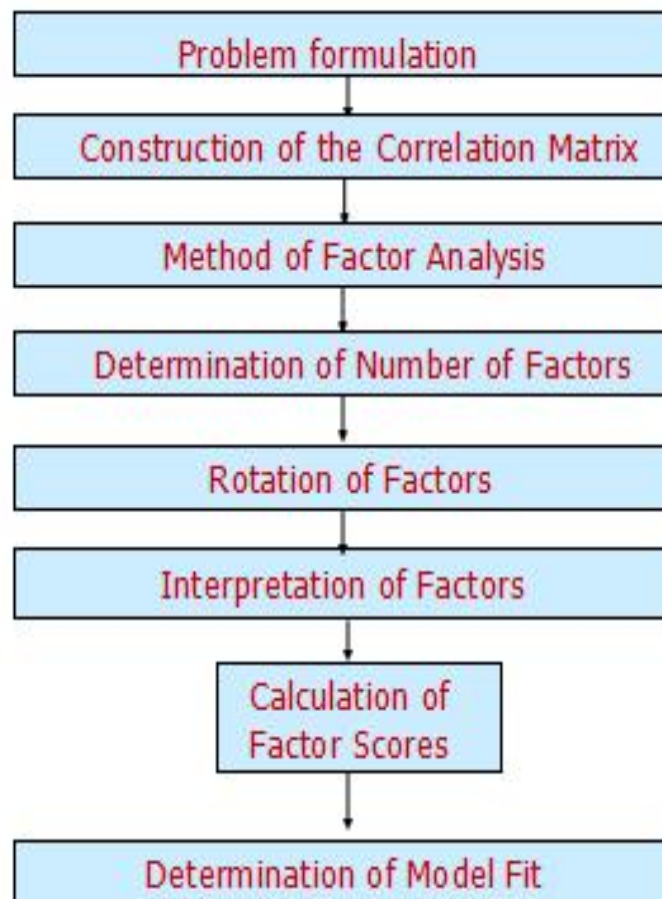 Problem formulation
Construction of the Correlation Matrix
Method of Factor Analysis
Determination of Number of Factors
Rotation of Factors
Interpretation of Factors
Calculation of
Factor Scores
Determination of Model Fit